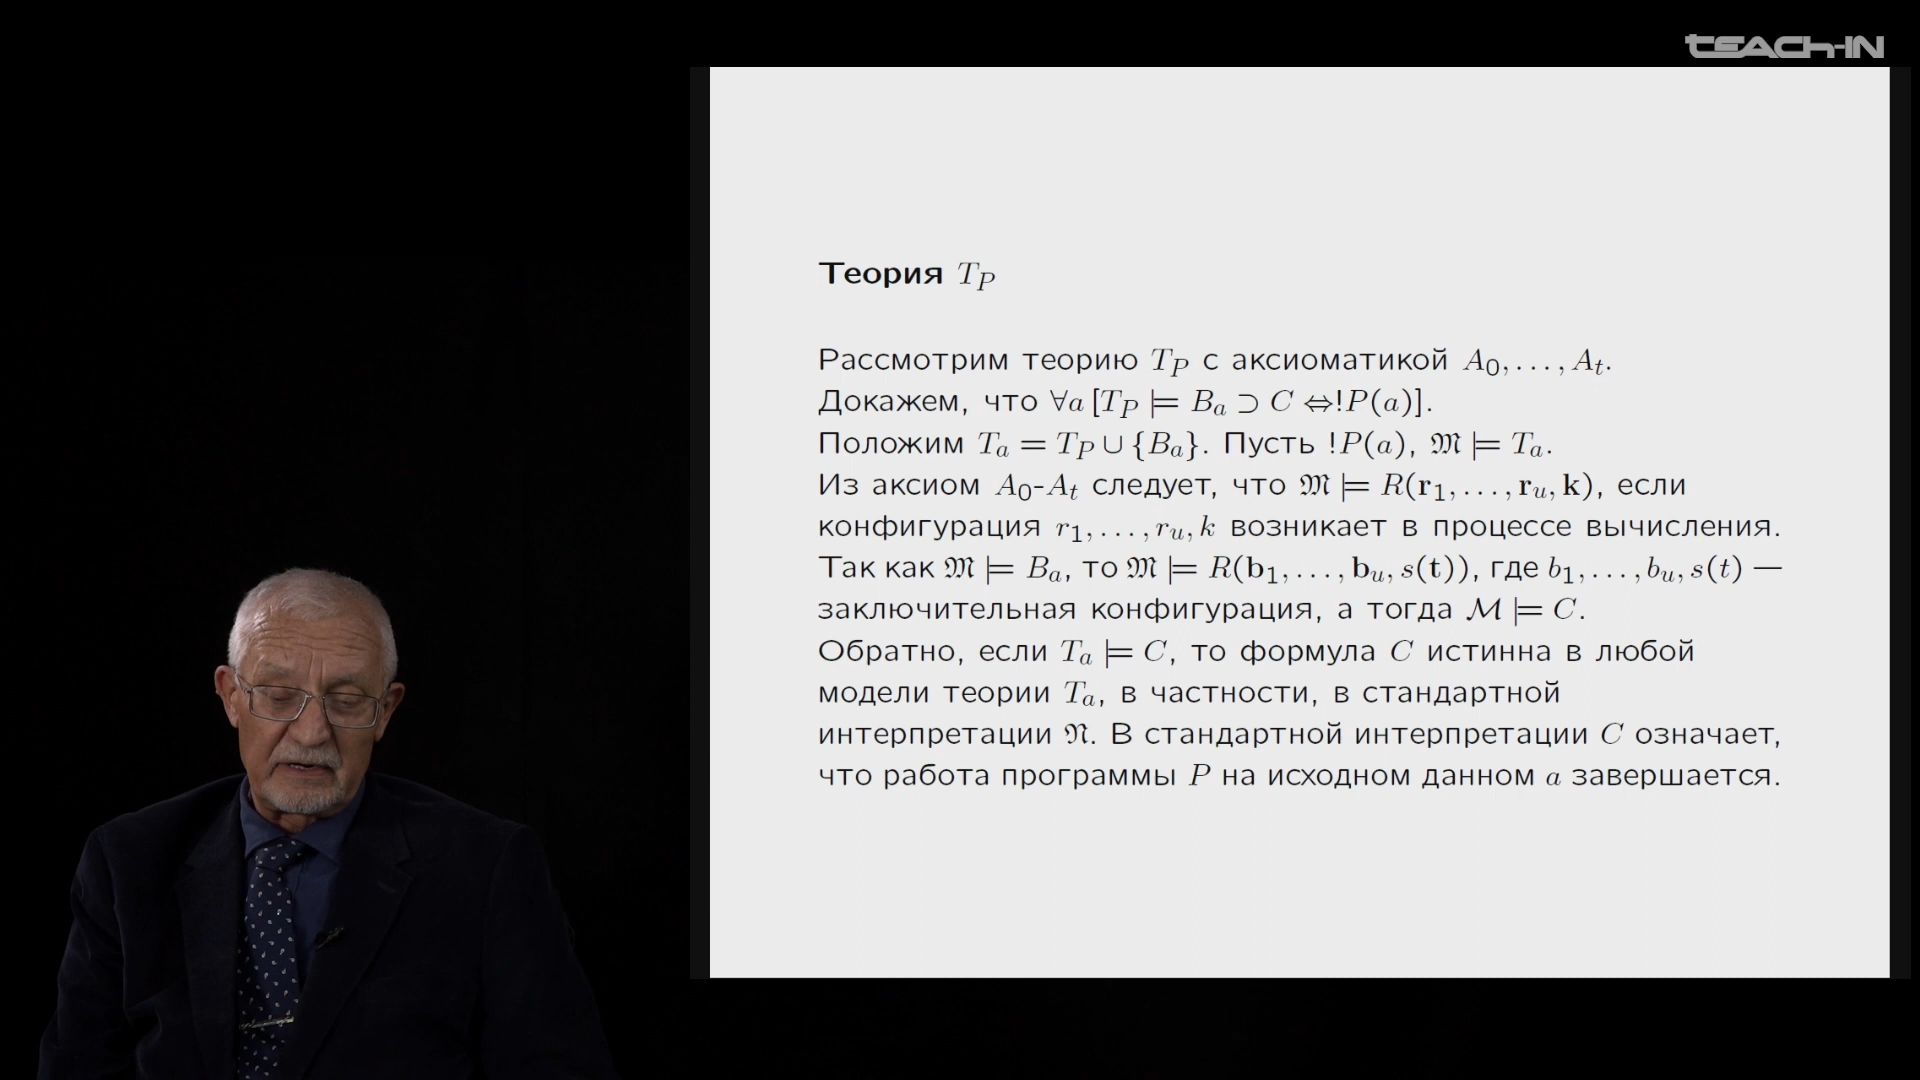 TEACH-IN
Теория T_P
Рассмотрим теорию T_P с аксиоматикой A_0, . . . , A_t.
Докажем, что ∀a [T_P ⊨ B_a ⊃ C ⇔!P(a)].
Положим T_a = T_P ∪ {B_a}. Пусть !P(a), 𝔐 ⊨ T_a.
Из аксиом A_0-A_t следует, что 𝔐 ⊨ R(𝐫_1, . . . , 𝐫_u, 𝐤), если
конфигурация r_1, . . . , r_u, k возникает в процессе вычисления.
Так как 𝔐 ⊨ B_a, то 𝔐 ⊨ R(𝐛_1, . . . , 𝐛_u, s(𝐭)), где b_1, . . . , b_u, s(t) —
заключительная конфигурация, а тогда ℳ ⊨ C.
Обратно, если T_a ⊨ C, то формула C истинна в любой
модели теории T_a, в частности, в стандартной
интерпретации 𝔑. В стандартной интерпретации C означает,
что работа программы P на исходном данном a завершается.